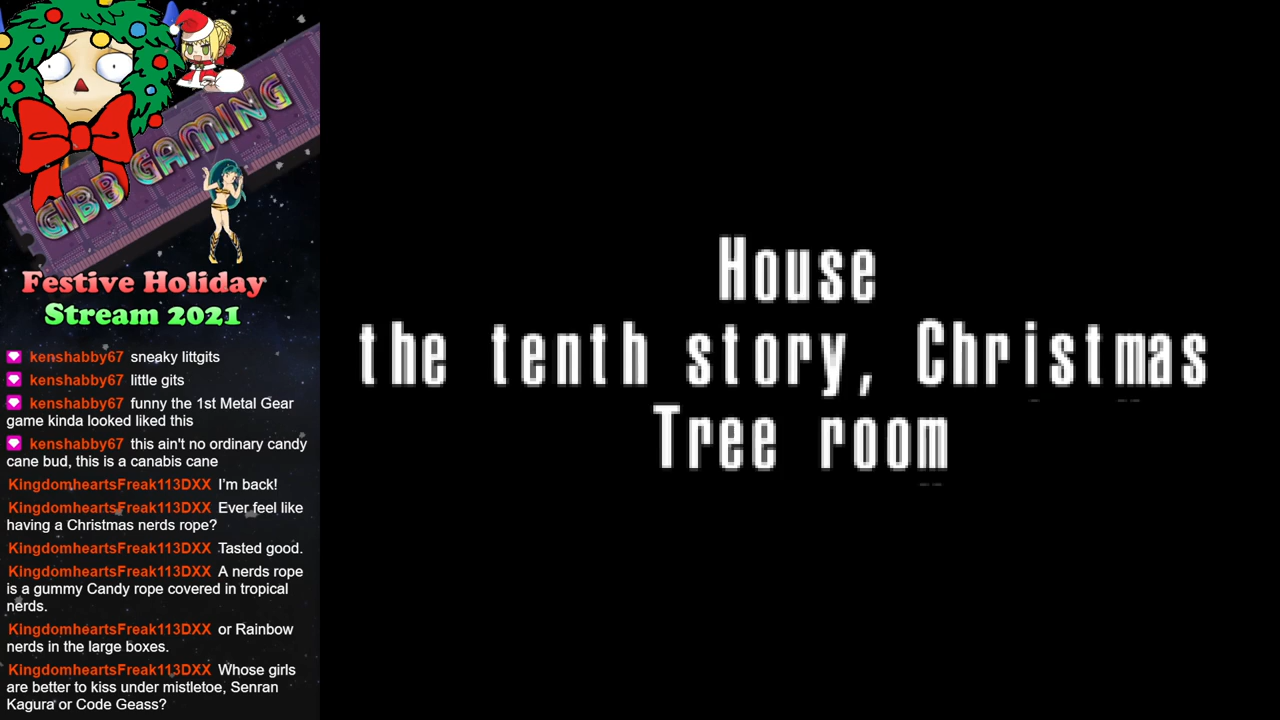 GIBB GAMING
Festive Holiday
Stream 2021
kenshabby67 sneaky littgits
kenshabby67 little gits
kenshabby67 funny the 1st Metal Gear
game kinda looked liked this
kenshabby67 this ain't no ordinary candy
cane bud, this is a canabis cane
KingdomheartsFreak113DXX I'm back!
KingdomheartsFreak113DXX Ever feel like
having a Christmas nerds rope?
KingdomheartsFreak113DXX Tasted good.
KingdomheartsFreak113DXX A nerds rope
is a gummy Candy rope covered in tropical
nerds.
KingdomheartsFreak113DXX or Rainbow
nerds in the large boxes.
KingdomheartsFreak113DXX Whose girls
are better to kiss under mistletoe, Senran
Kagura or Code Geass?
House
the tenth story, Christmas
Tree room